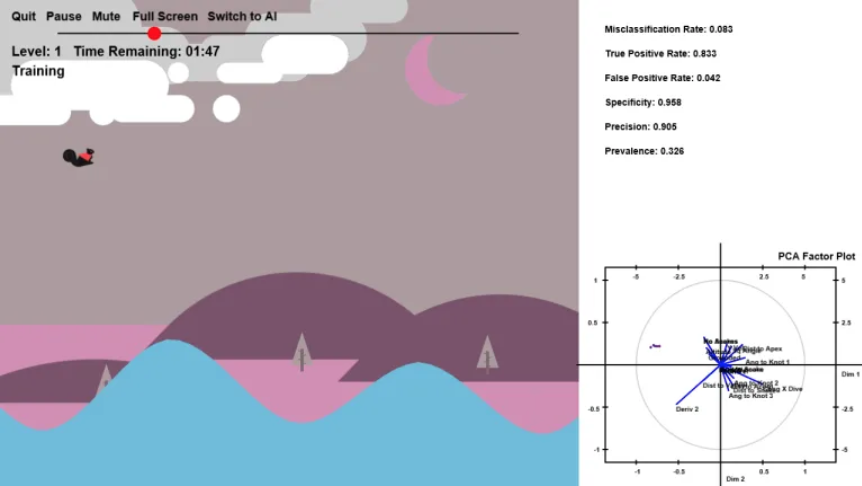 Quit Pause Mute Full Screen Switch to AI
Level: 1 Time Remaining: 01:47
Training
Misclassification Rate: 0.083
True Positive Rate: 0.833
False Positive Rate: 0.042
Specificity: 0.958
Precision: 0.905
Prevalence: 0.326
PCA Factor Plot
-5 -2.5 2.5 5
1 5
0.5 2.5
to Apex
Ang to Knot 1
Dim 1
Ang to Knot 2
X Dive
Dist to
Ang to Knot 3
Deriv 2
-0.5 -2.5
-1 -5
-1 -0.5 0.5 1
Dim 2